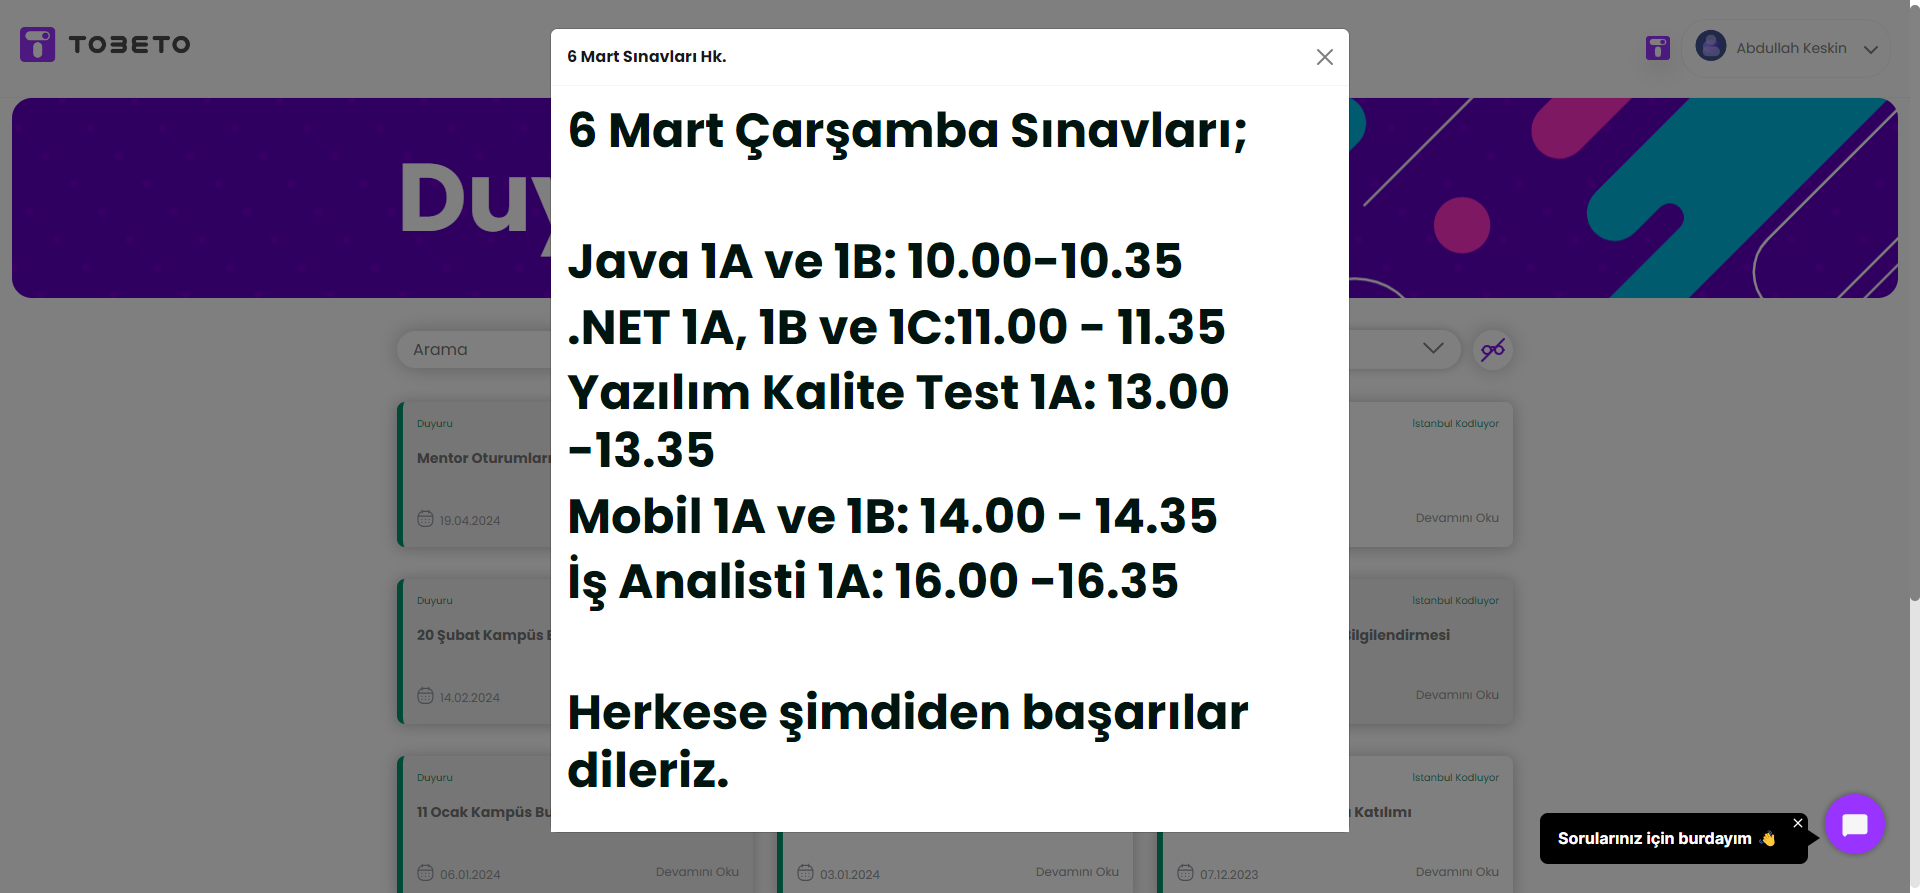 TOBETO
Abdullah Keskin
6 Mart Sınavları Hk.
6 Mart Çarşamba Sınavları;
Java 1A ve 1B: 10.00-10.35
.NET 1A, 1B ve 1C:11.00 - 11.35
Yazılım Kalite Test 1A: 13.00
-13.35
Mobil 1A ve 1B: 14.00 - 14.35
İş Analisti 1A: 16.00 -16.35
Herkese şimdiden başarılar
dileriz.
Duy
Arama
Duyuru
İstanbul Kodluyor
Mentor Oturumları
19.04.2024
Devamını Oku
Duyuru
İstanbul Kodluyor
20 Şubat Kampüs
Bilgilendirmesi
14.02.2024
Devamını Oku
Duyuru
İstanbul Kodluyor
11 Ocak Kampüs Bu
Katılımı
06.01.2024
Devamını Oku
03.01.2024
Devamını Oku
07.12.2023
Devamını Oku
Sorularınız için burdayım 👋